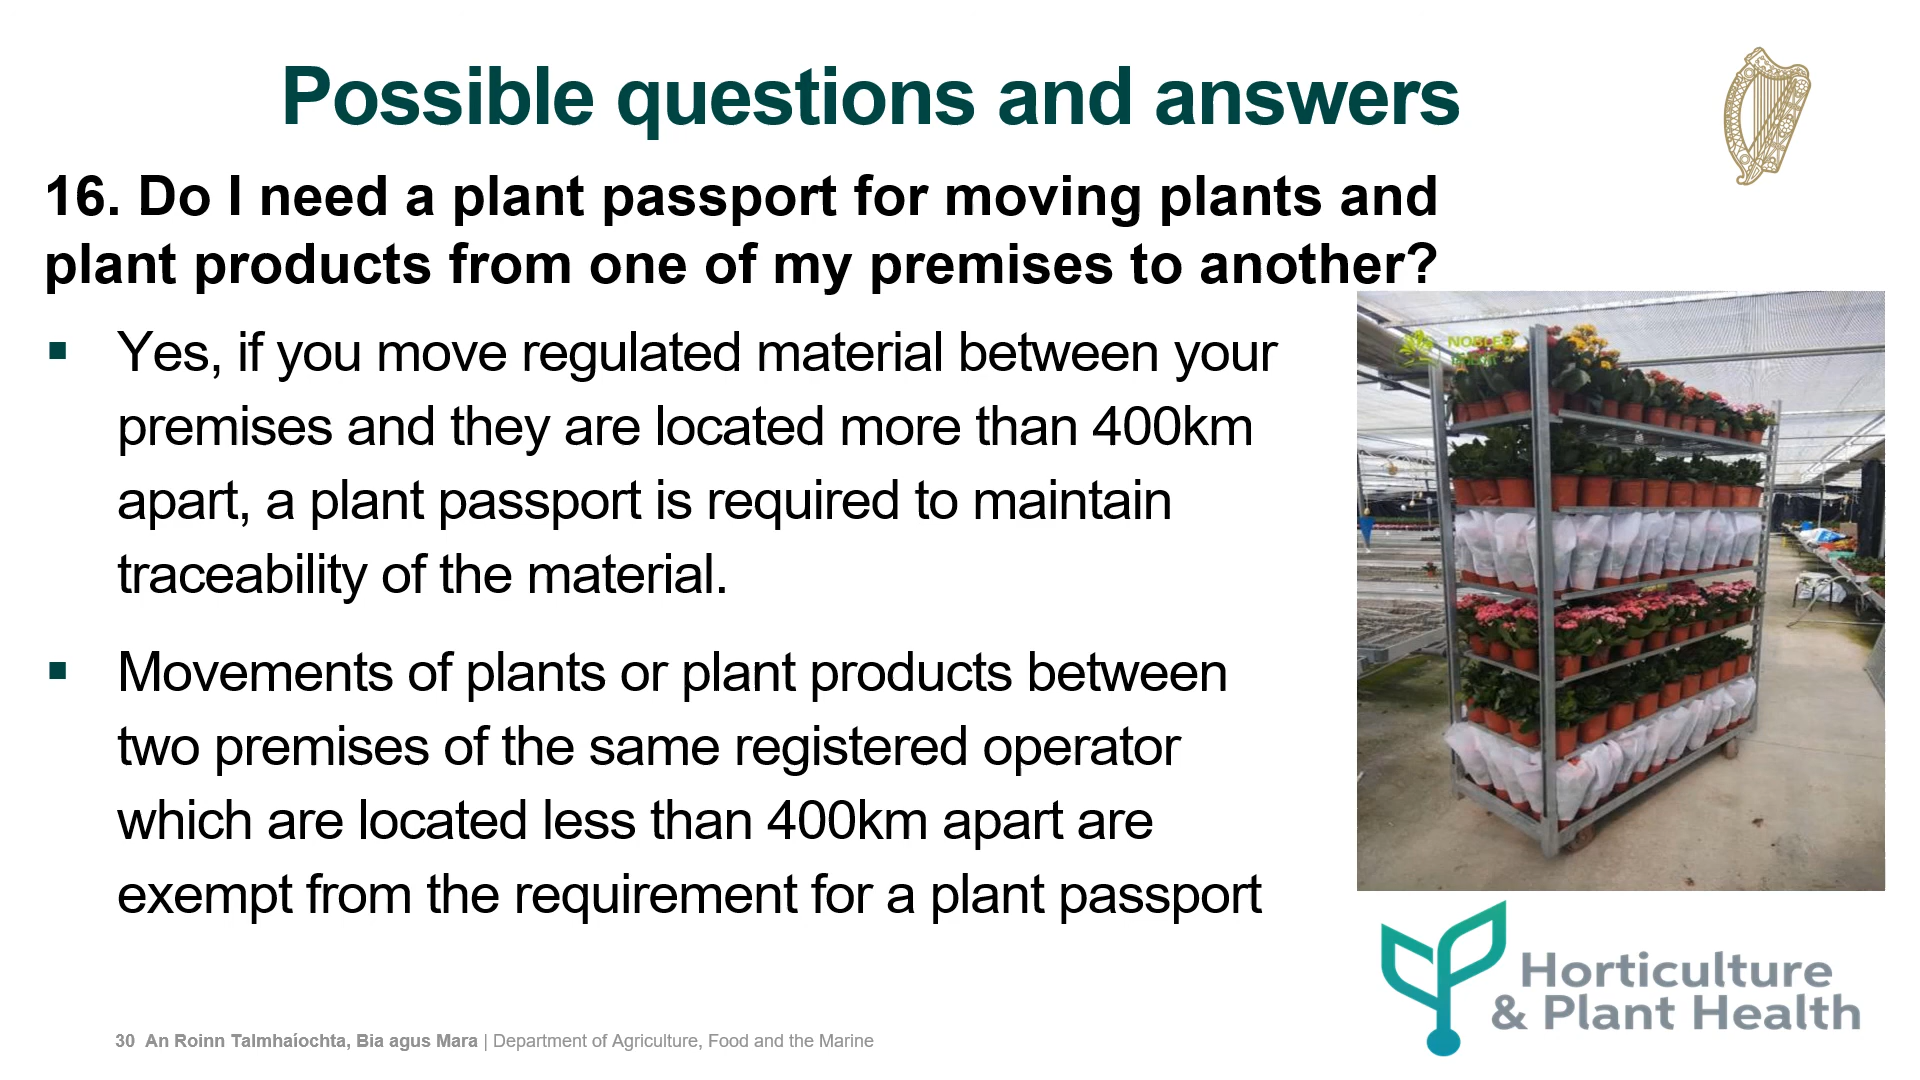 Possible questions and answers
16. Do I need a plant passport for moving plants and
plant products from one of my premises to another?
▪ Yes, if you move regulated material between your
premises and they are located more than 400km
apart, a plant passport is required to maintain
traceability of the material.
▪ Movements of plants or plant products between
two premises of the same registered operator
which are located less than 400km apart are
exempt from the requirement for a plant passport
Horticulture
& Plant Health
30 An Roinn Talmhaíochta, Bia agus Mara | Department of Agriculture, Food and the Marine